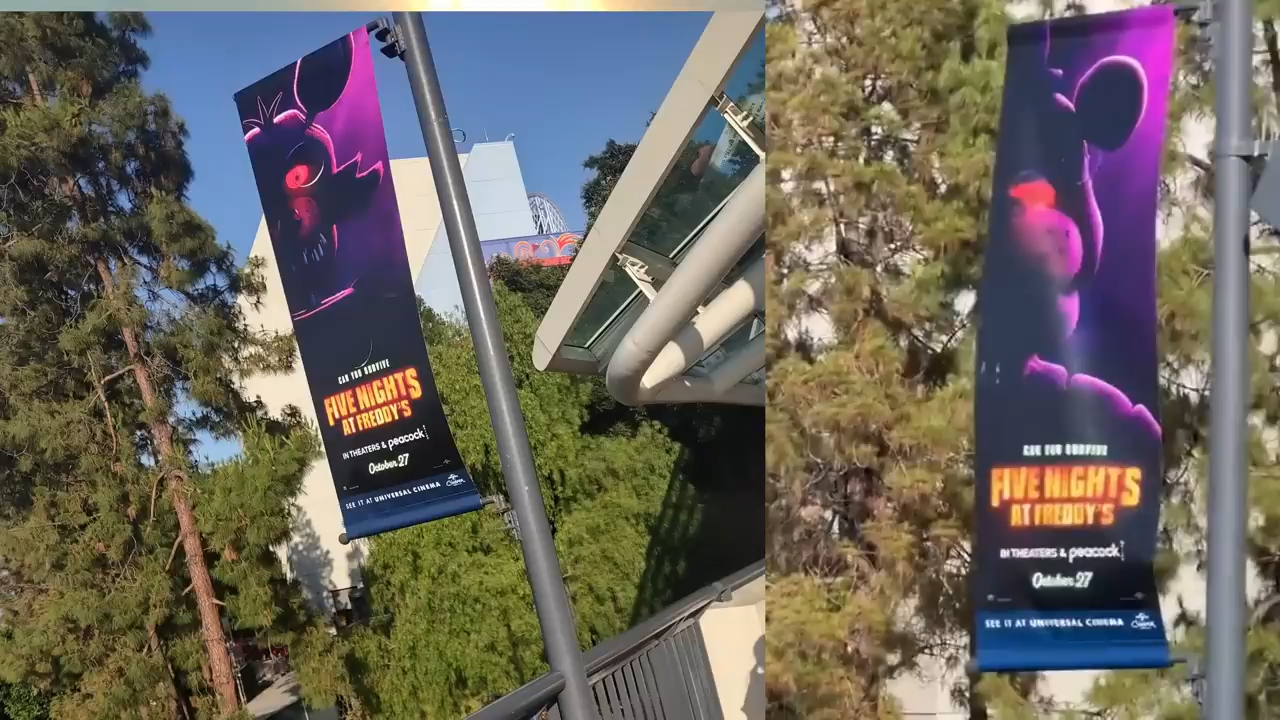 CAN YOU SURVIVE
FIVE NIGHTS
AT FREDDY'S
IN THEATERS & peacock
October 27
SEE IT AT UNIVERSAL CINEMA
CAN YOU SURVIVE
FIVE NIGHTS
AT FREDDY'S
IN THEATERS & peacock
October 27
SEE IT AT UNIVERSAL CINEMA